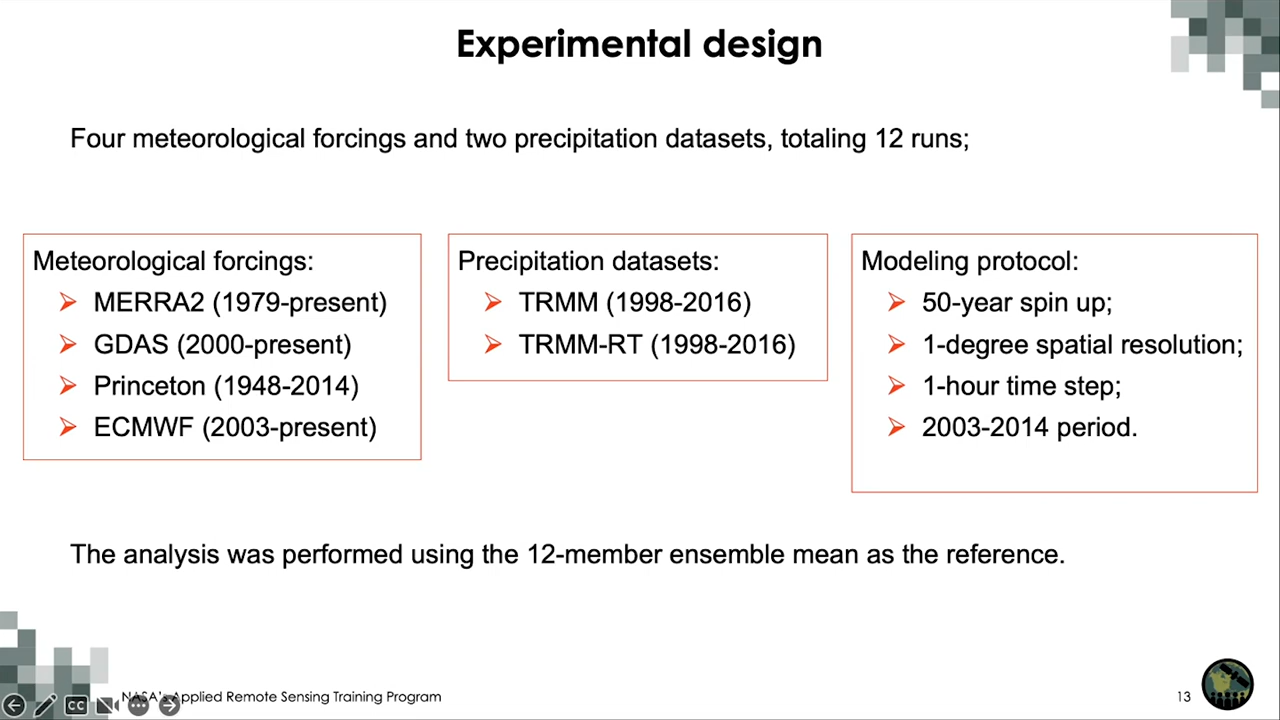 Experimental design
Four meteorological forcings and two precipitation datasets, totaling 12 runs;
Meteorological forcings:
MERRA2 (1979-present)
GDAS (2000-present)
Princeton (1948-2014)
ECMWF (2003-present)
Precipitation datasets:
TRMM (1998-2016)
TRMM-RT (1998-2016)
Modeling protocol:
50-year spin up;
1-degree spatial resolution;
1-hour time step;
2003-2014 period.
The analysis was performed using the 12-member ensemble mean as the reference.
CC
NASA's Applied Remote Sensing Training Program
13